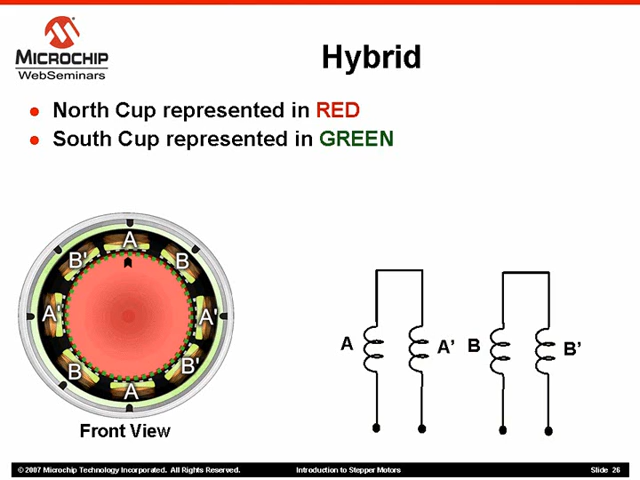 MICROCHIP
WebSeminars
Hybrid
● North Cup represented in RED
● South Cup represented in GREEN
A
B' B
A' A'
B B'
A
Front View
A A' B B'
© 2007 Microchip Technology Incorporated. All Rights Reserved. Introduction to Stepper Motors Slide 26